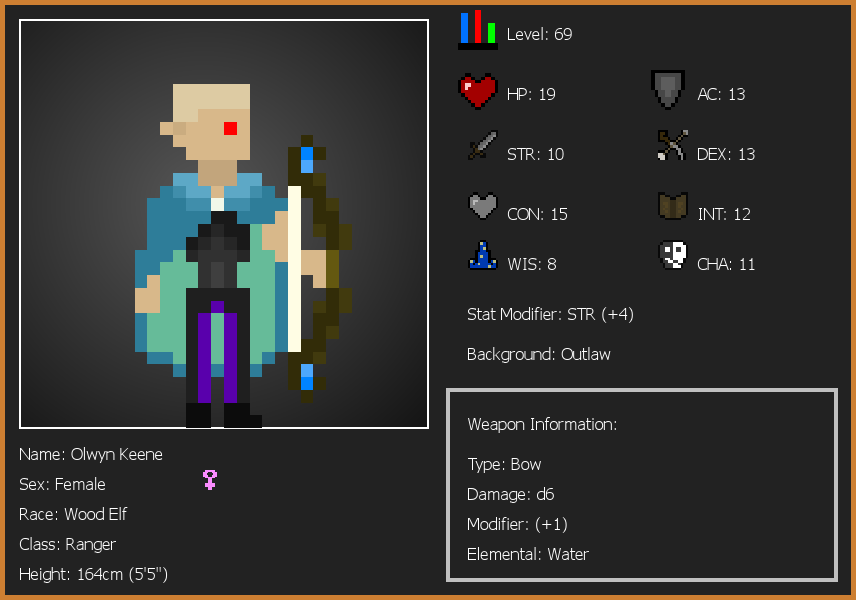 Level: 69
HP: 19
AC: 13
STR: 10
DEX: 13
CON: 15
INT: 12
WIS: 8
CHA: 11
Stat Modifier: STR (+4)
Background: Outlaw
Weapon Information:
Type: Bow
Damage: d6
Modifier: (+1)
Elemental: Water
Name: Olwyn Keene
Sex: Female
Race: Wood Elf
Class: Ranger
Height: 164cm (5'5")